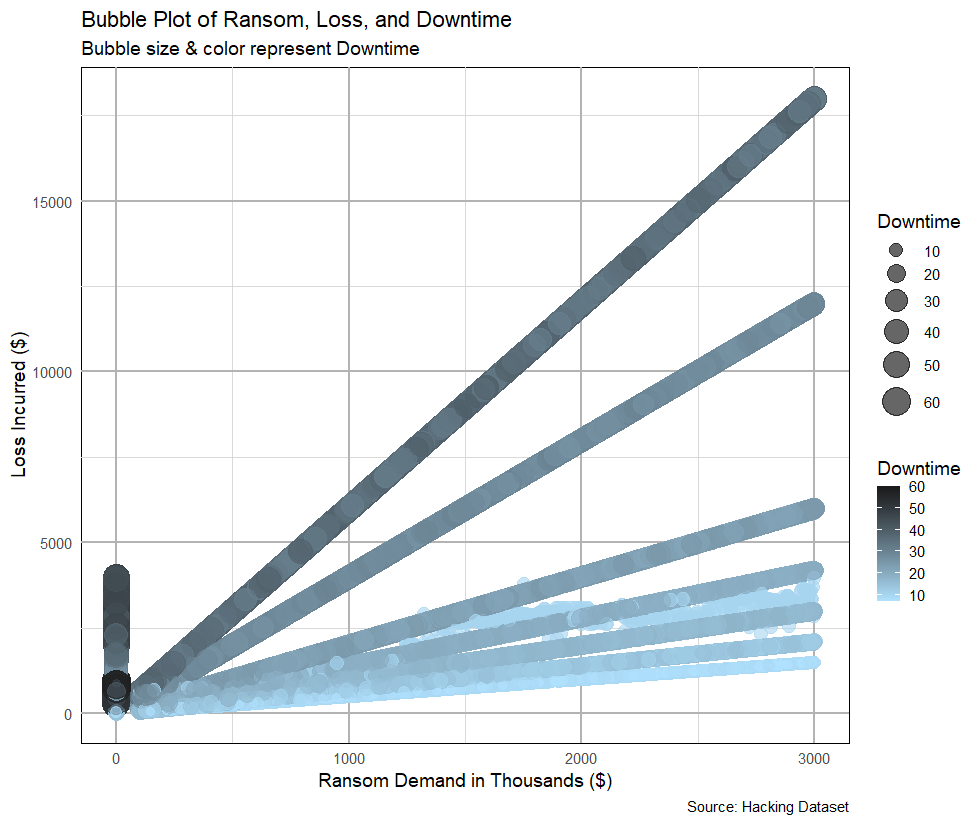 Bubble Plot of Ransom, Loss, and Downtime
Bubble size & color represent Downtime
Loss Incurred ($)
15000
10000
5000
0
0 1000 2000 3000
Ransom Demand in Thousands ($)
Source: Hacking Dataset
Downtime
10
20
30
40
50
60
Downtime
60
50
40
30
20
10